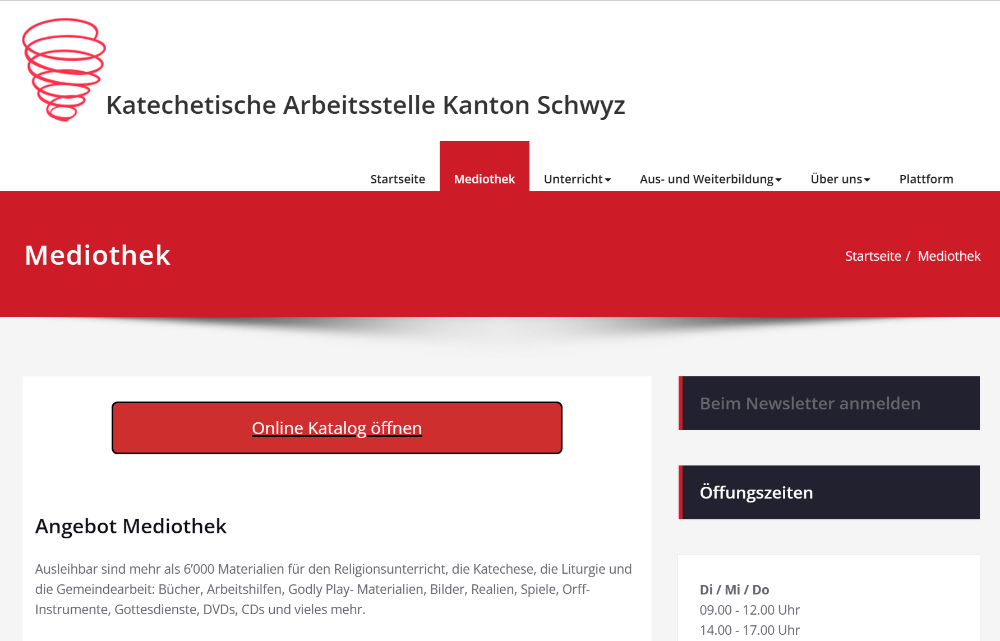 Katechetische Arbeitsstelle Kanton Schwyz
Startseite Mediothek Unterricht Aus- und Weiterbildung Über uns Plattform
Mediothek
Startseite / Mediothek
Online Katalog öffnen
Angebot Mediothek
Ausleihbar sind mehr als 6’000 Materialien für den Religionsunterricht, die Katechese, die Liturgie und
die Gemeindearbeit: Bücher, Arbeitshilfen, Godly Play- Materialien, Bilder, Realien, Spiele, Orff-
Instrumente, Gottesdienste, DVDs, CDs und vieles mehr.
Beim Newsletter anmelden
Öffungszeiten
Di / Mi / Do
09.00 - 12.00 Uhr
14.00 - 17.00 Uhr